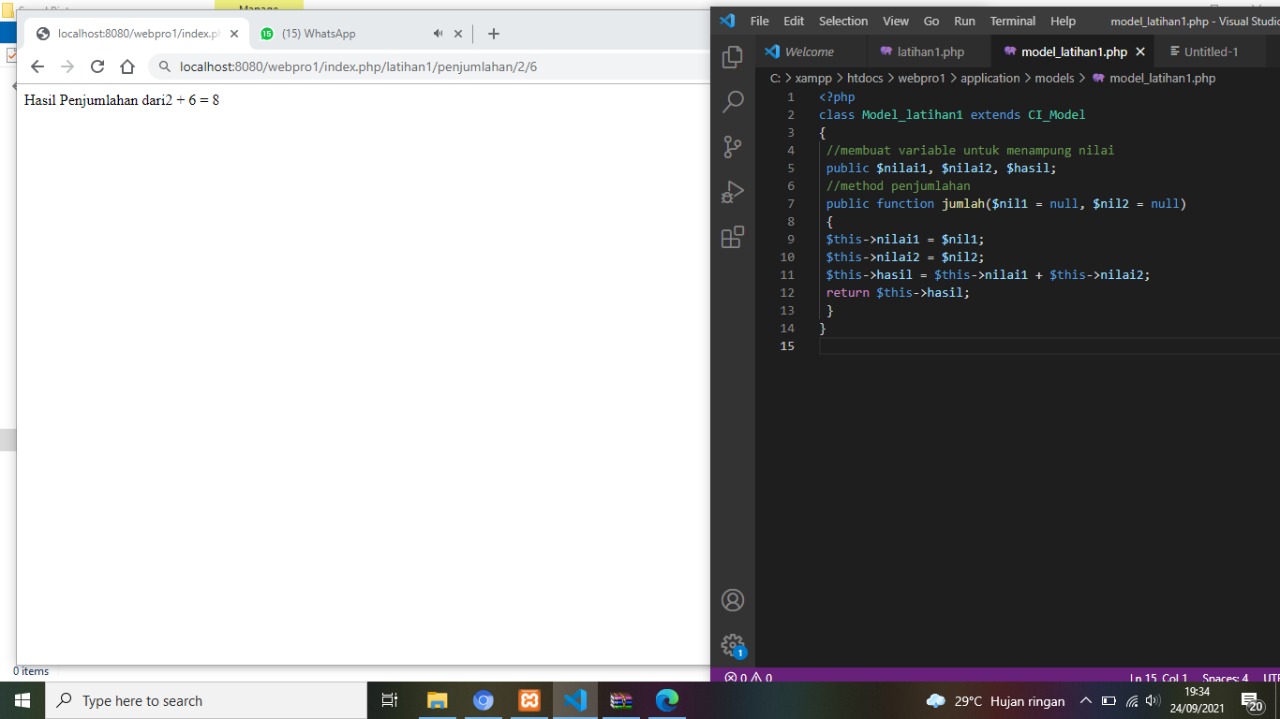 Manage
localhost:8080/webpro1/index.p
(15) WhatsApp
localhost:8080/webpro1/index.php/latihan1/penjumlahan/2/6
Hasil Penjumlahan dari2 + 6 = 8
0 items
File Edit Selection View Go Run Terminal Help model_latihan1.php - Visual Studio
Welcome latihan1.php model_latihan1.php Untitled-1
C: > xampp > htdocs > webpro1 > application > models > model_latihan1.php
1 <?php
2 class Model_latihan1 extends CI_Model
3 {
4 //membuat variable untuk menampung nilai
5 public $nilai1, $nilai2, $hasil;
6 //method penjumlahan
7 public function jumlah($nil1 = null, $nil2 = null)
8 {
9 $this->nilai1 = $nil1;
10 $this->nilai2 = $nil2;
11 $this->hasil = $this->nilai1 + $this->nilai2;
12 return $this->hasil;
13 }
14 }
15
1
0 0 Ln 15, Col 1 Spaces: 4 UTF
Type here to search
29°C Hujan ringan
19:34
24/09/2021
20